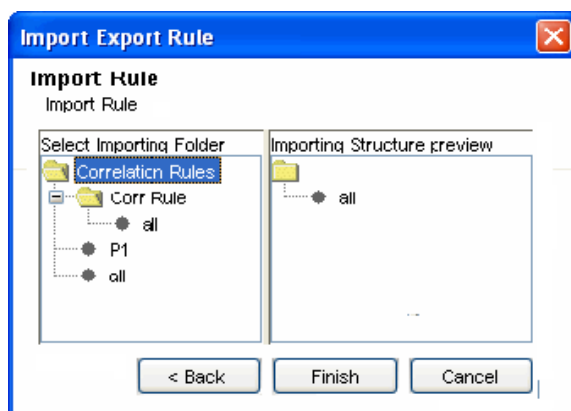 Import Export Rule
Import Rule
Import Rule
Select Importing Folder
Correlation Rules
Corr Rule
all
P1
all
Importing Structure preview
all
< Back
Finish
Cancel